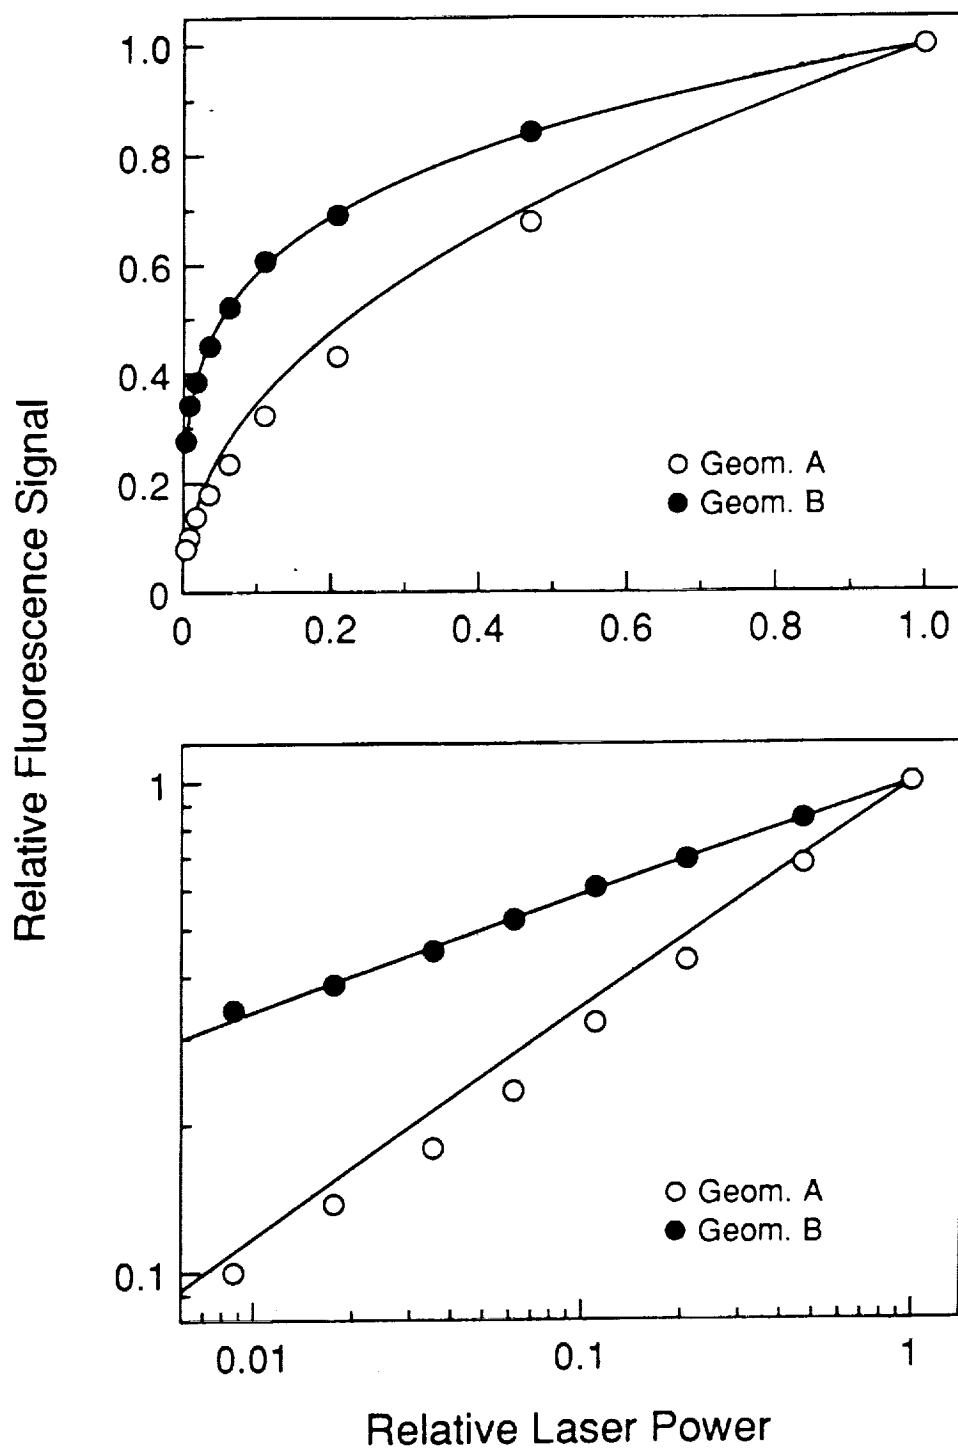 1.0
0.8
0.6
0.4
0.2
0
0 0.2 0.4 0.6 0.8 1.0
Geom. A
Geom. B
Relative Fluorescence Signal
1
0.1
0.01 0.1 1
Geom. A
Geom. B
Relative Laser Power